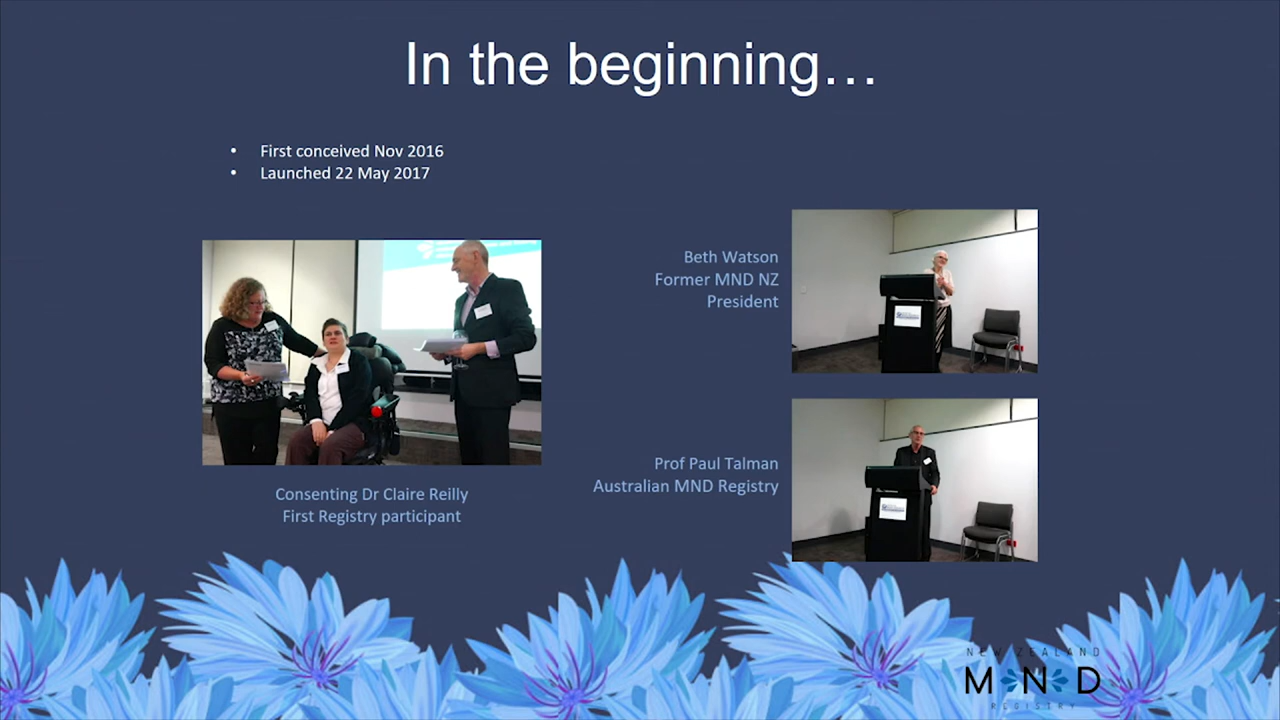 In the beginning…
• First conceived Nov 2016
• Launched 22 May 2017
Beth Watson
Former MND NZ
President
Prof Paul Talman
Australian MND Registry
Consenting Dr Claire Reilly
First Registry participant
NEW ZEALAND
MND
REGISTRY